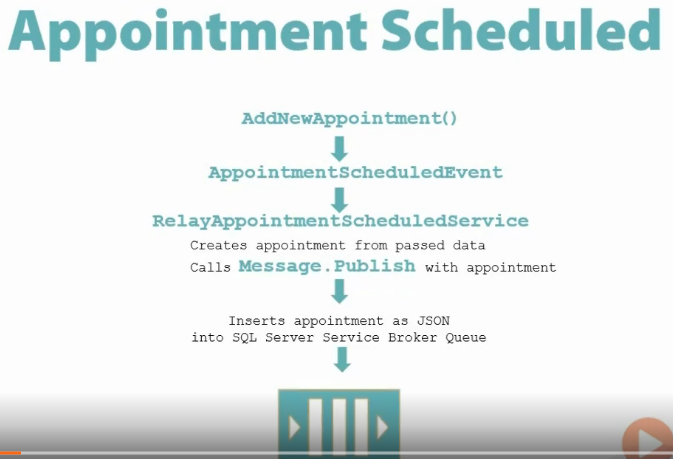 Appointment Scheduled
AddNewAppointment()
AppointmentScheduledEvent
RelayAppointmentScheduledService
Creates appointment from passed data
Calls Message.Publish with appointment
Inserts appointment as JSON
into SQL Server Service Broker Queue